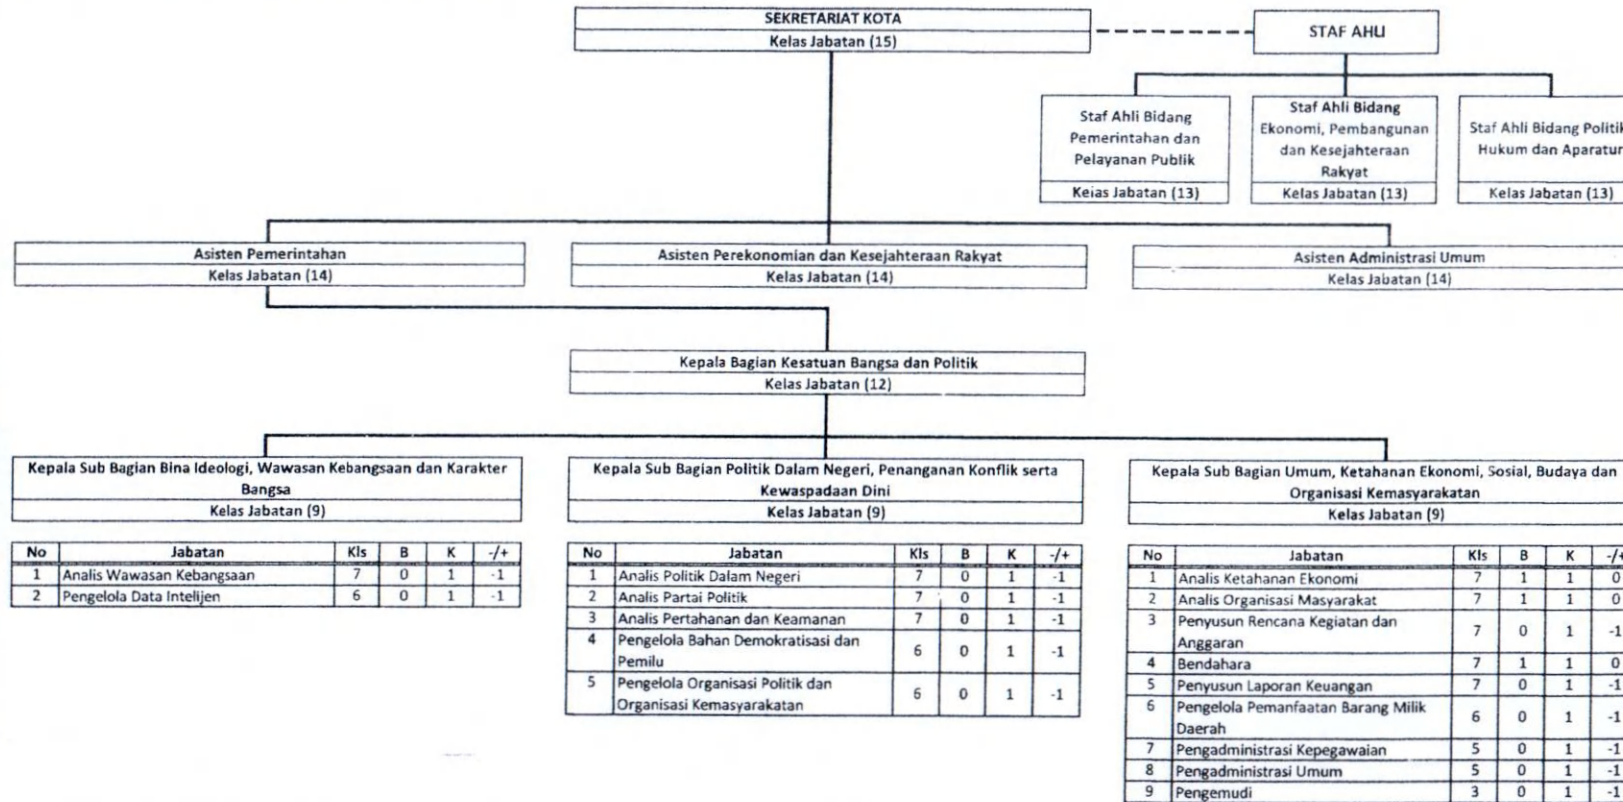 SEKRETARIAT KOTA
Kelas Jabatan (15)
STAF AHLI
Staf Ahli Bidang
Pemerintahan dan
Pelayanan Publik
Kelas Jabatan (13)
Staf Ahli Bidang
Ekonomi, Pembangunan
dan Kesejahteraan
Rakyat
Kelas Jabatan (13)
Staf Ahli Bidang Politik
Hukum dan Aparatur
Kelas Jabatan (13)
Asisten Pemerintahan
Kelas Jabatan (14)
Asisten Perekonomian dan Kesejahteraan Rakyat
Kelas Jabatan (14)
Asisten Administrasi Umum
Kelas Jabatan (14)
Kepala Bagian Kesatuan Bangsa dan Politik
Kelas Jabatan (12)
Kepala Sub Bagian Bina Ideologi, Wawasan Kebangsaan dan Karakter
Bangsa
Kelas Jabatan (9)
No Jabatan Kls B K -/+
1 Analis Wawasan Kebangsaan 7 0 1 -1
2 Pengelola Data Intelijen 6 0 1 -1
Kepala Sub Bagian Politik Dalam Negeri, Penanganan Konflik serta
Kewaspadaan Dini
Kelas Jabatan (9)
No Jabatan Kls B K -/+
1 Analis Politik Dalam Negeri 7 0 1 -1
2 Analis Partai Politik 7 0 1 -1
3 Analis Pertahanan dan Keamanan 7 0 1 -1
4 Pengelola Bahan Demokratisasi dan
Pemilu 6 0 1 -1
5 Pengelola Organisasi Politik dan
Organisasi Kemasyarakatan 6 0 1 -1
Kepala Sub Bagian Umum, Ketahanan Ekonomi, Sosial, Budaya dan
Organisasi Kemasyarakatan
Kelas Jabatan (9)
No Jabatan Kls B K -/+
1 Analis Ketahanan Ekonomi 7 1 1 0
2 Analis Organisasi Masyarakat 7 1 1 0
3 Penyusun Rencana Kegiatan dan
Anggaran 7 0 1 -1
4 Bendahara 7 1 1 0
5 Penyusun Laporan Keuangan 7 0 1 -1
6 Pengelola Pemanfaatan Barang Milik
Daerah 6 0 1 -1
7 Pengadministrasi Kepegawaian 5 0 1 -1
8 Pengadministrasi Umum 5 0 1 -1
9 Pengemudi 3 0 1 -1